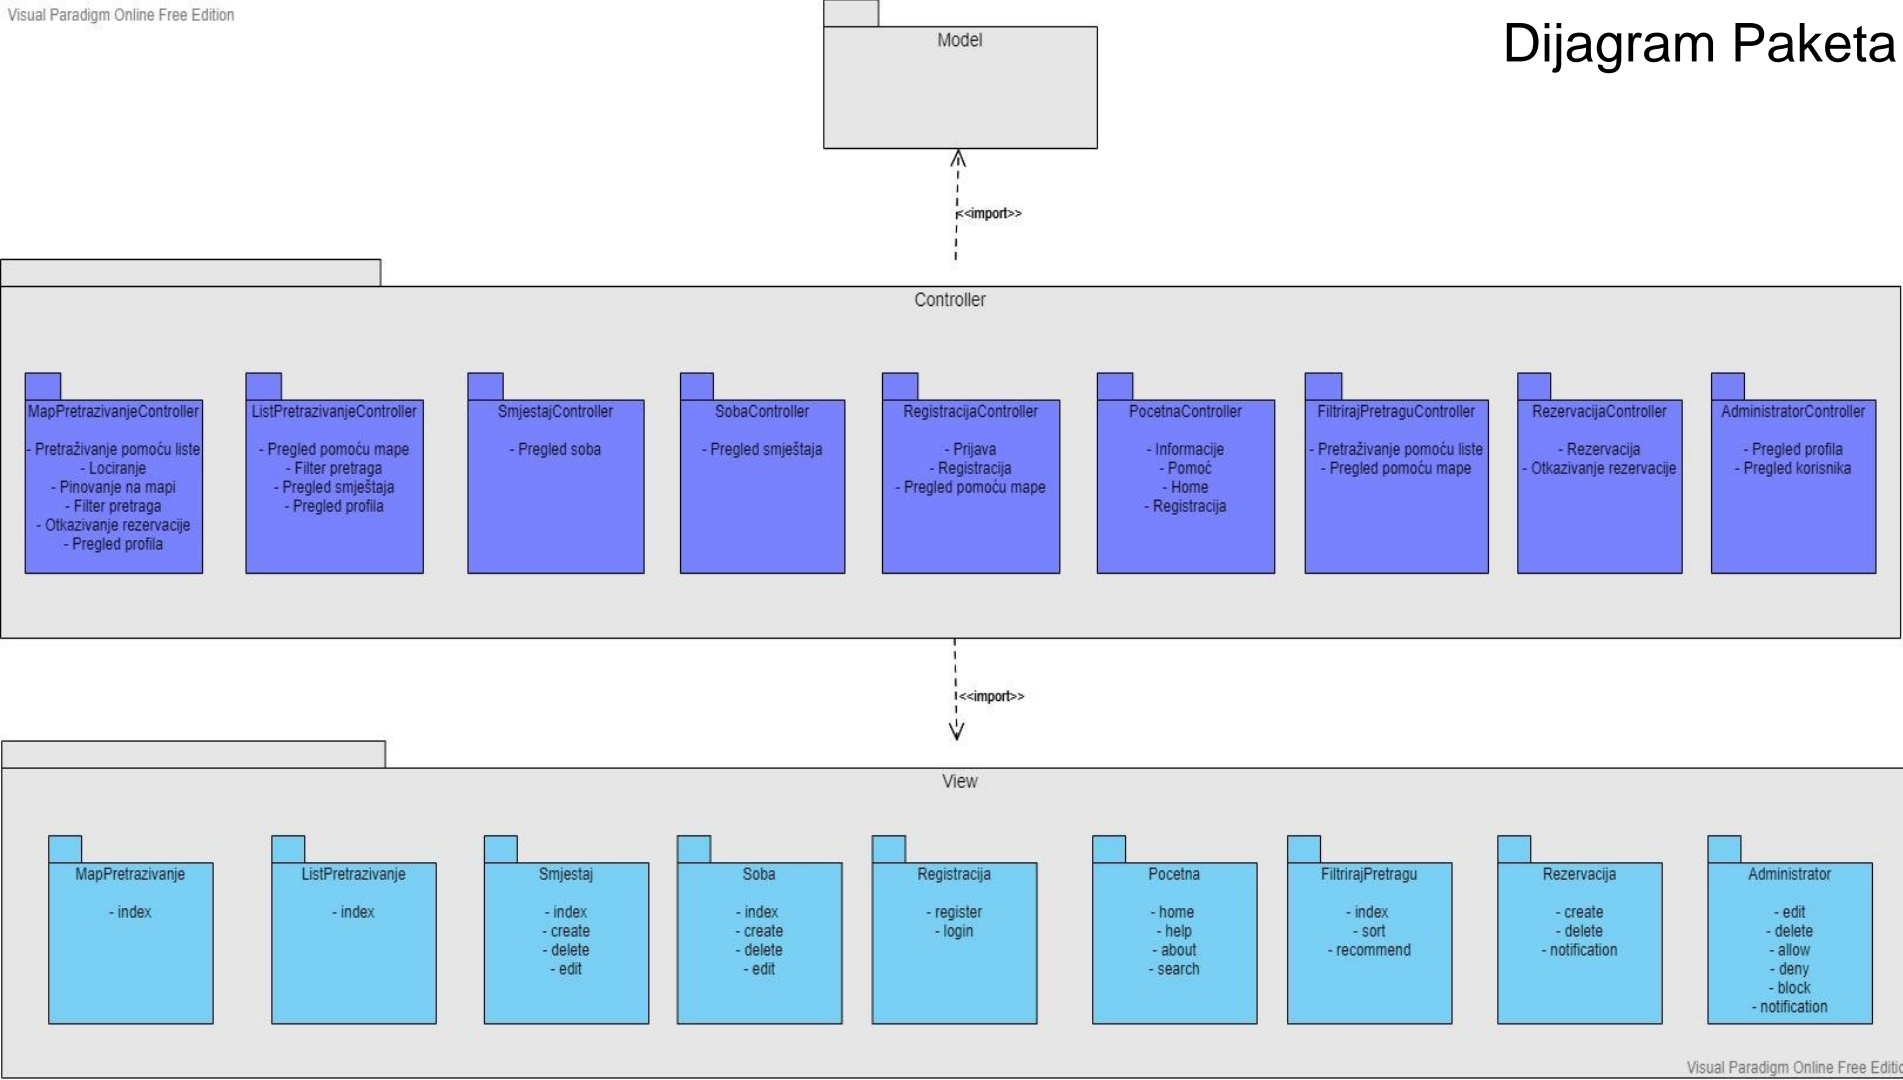 Visual Paradigm Online Free Edition
Dijagram Paketa
Model
<<import>>
Controller
MapPretrazivanjeController
- Pretraživanje pomoću liste
- Lociranje
- Pinovanje na mapi
- Filter pretraga
- Otkazivanje rezervacije
- Pregled profila
ListPretrazivanjeController
- Pregled pomoću mape
- Filter pretraga
- Pregled smještaja
- Pregled profila
SmjestajController
- Pregled soba
SobaController
- Pregled smještaja
RegistracijaController
- Prijava
- Registracija
- Pregled pomoću mape
PocetnaController
- Informacije
- Pomoć
- Home
- Registracija
FiltrirajPretraguController
- Pretraživanje pomoću liste
- Pregled pomoću mape
RezervacijaController
- Rezervacija
- Otkazivanje rezervacije
AdministratorController
- Pregled profila
- Pregled korisnika
<<import>>
View
MapPretrazivanje
- index
ListPretrazivanje
- index
Smjestaj
- index
- create
- delete
- edit
Soba
- index
- create
- delete
- edit
Registracija
- register
- login
Pocetna
- home
- help
- about
- search
FiltrirajPretragu
- index
- sort
- recommend
Rezervacija
- create
- delete
- notification
Administrator
- edit
- delete
- allow
- deny
- block
- notification
Visual Paradigm Online Free Editio